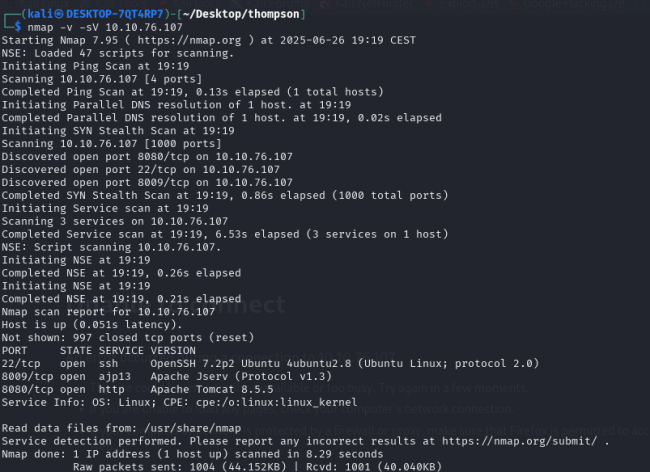 (kali㉿DESKTOP-7QT4RP7)-[~/Desktop/thompson]
$ nmap -v -sV 10.10.76.107
Starting Nmap 7.95 ( https://nmap.org ) at 2025-06-26 19:19 CEST
NSE: Loaded 47 scripts for scanning.
Initiating Ping Scan at 19:19
Scanning 10.10.76.107 [4 ports]
Completed Ping Scan at 19:19, 0.13s elapsed (1 total hosts)
Initiating Parallel DNS resolution of 1 host. at 19:19
Completed Parallel DNS resolution of 1 host. at 19:19, 0.02s elapsed
Initiating SYN Stealth Scan at 19:19
Scanning 10.10.76.107 [1000 ports]
Discovered open port 8080/tcp on 10.10.76.107
Discovered open port 22/tcp on 10.10.76.107
Discovered open port 8009/tcp on 10.10.76.107
Completed SYN Stealth Scan at 19:19, 0.86s elapsed (1000 total ports)
Initiating Service scan at 19:19
Scanning 3 services on 10.10.76.107
Completed Service scan at 19:19, 6.53s elapsed (3 services on 1 host)
NSE: Script scanning 10.10.76.107.
Initiating NSE at 19:19
Completed NSE at 19:19, 0.26s elapsed
Initiating NSE at 19:19
Completed NSE at 19:19, 0.21s elapsed
Nmap scan report for 10.10.76.107
Host is up (0.051s latency).
Not shown: 997 closed tcp ports (reset)
PORT     STATE SERVICE VERSION
22/tcp   open  ssh     OpenSSH 7.2p2 Ubuntu 4ubuntu2.8 (Ubuntu Linux; protocol 2.0)
8009/tcp open  ajp13   Apache Jserv (Protocol v1.3)
8080/tcp open  http    Apache Tomcat 8.5.5
Service Info: OS: Linux; CPE: cpe:/o:linux:linux_kernel
Read data files from: /usr/share/nmap
Service detection performed. Please report any incorrect results at https://nmap.org/submit/ .
Nmap done: 1 IP address (1 host up) scanned in 8.29 seconds
Raw packets sent: 1004 (44.152KB) | Rcvd: 1001 (40.040KB)